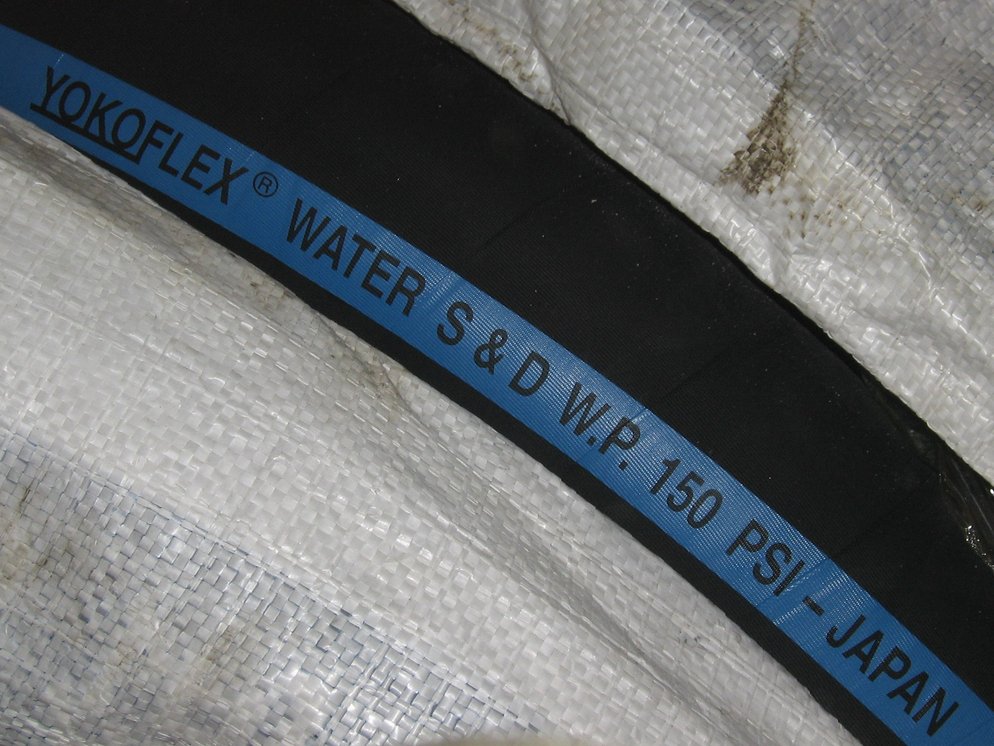 YOKOFLEX® WATER S & D W.P. 150 PSI - JAPAN